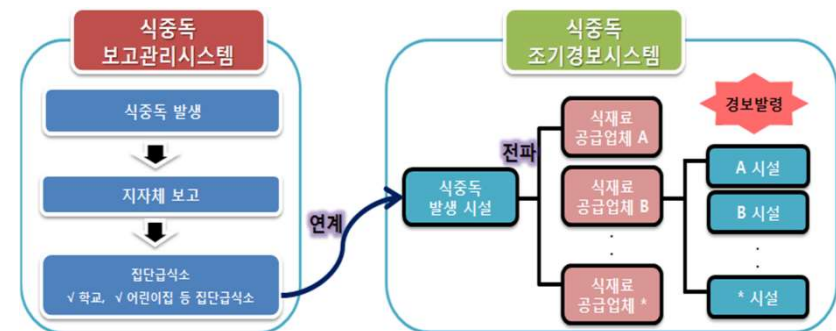 식중독
보고관리시스템
식중독 발생
지자체 보고
집단급식소
√ 학교, √ 어린이집 등 집단급식소
연계
식중독
조기경보시스템
경보발령
전파
식중독
발생 시설
식재료
공급업체 A
식재료
공급업체 B
.
.
식재료
공급업체 *
A 시설
B 시설
.
.
* 시설